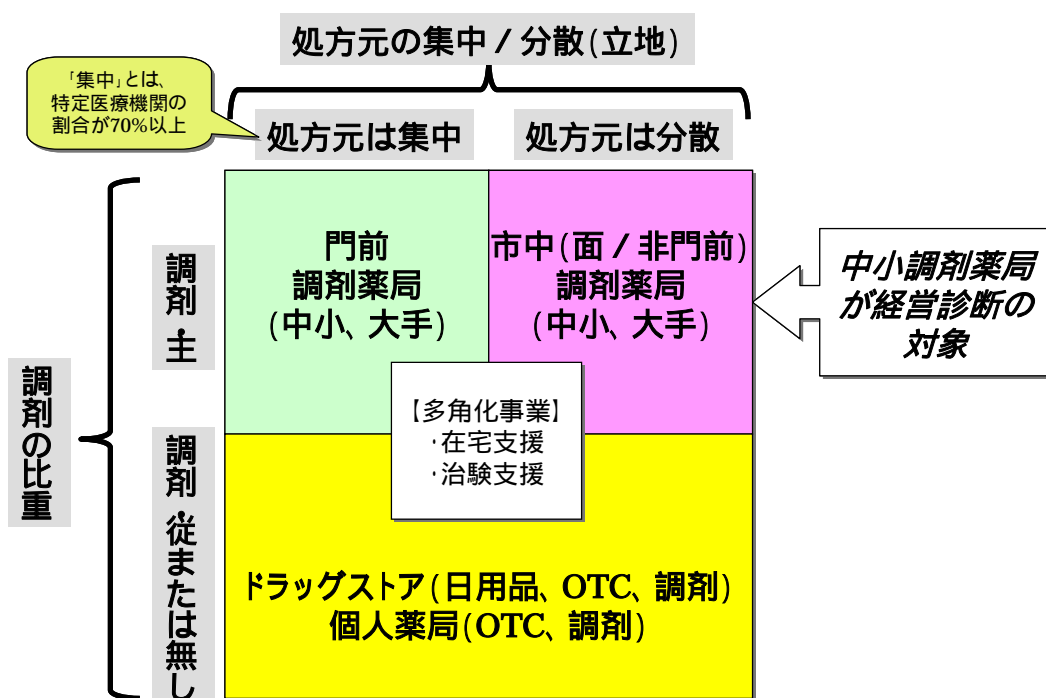 処方元の集中/分散(立地)
「集中」とは、
特定医療機関の
割合が70%以上
処方元は集中
処方元は分散
調剤の比重
調剤・主
門前
調剤薬局
(中小、大手)
市中(面/非門前)
調剤薬局
(中小、大手)
中小調剤薬局
が経営診断の
対象
【多角化事業】
・在宅支援
・治験支援
調剤・従または無し
ドラッグストア(日用品、OTC、調剤)
個人薬局(OTC、調剤)